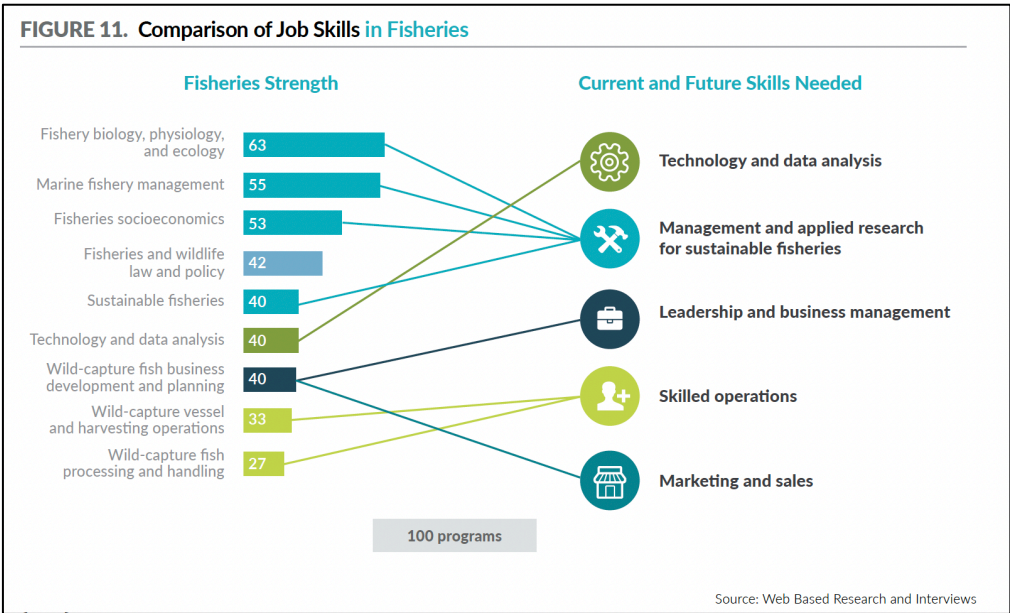 FIGURE 11. Comparison of Job Skills in Fisheries
Fisheries Strength
Current and Future Skills Needed
Fishery biology, physiology,
and ecology
63
Marine fishery management
55
Fisheries socioeconomics
53
Fisheries and wildlife
law and policy
42
Sustainable fisheries
40
Technology and data analysis
40
Wild-capture fish business
development and planning
40
Wild-capture vessel
and harvesting operations
33
Wild-capture fish
processing and handling
27
Technology and data analysis
Management and applied research
for sustainable fisheries
Leadership and business management
Skilled operations
Marketing and sales
100 programs
Source: Web Based Research and Interviews